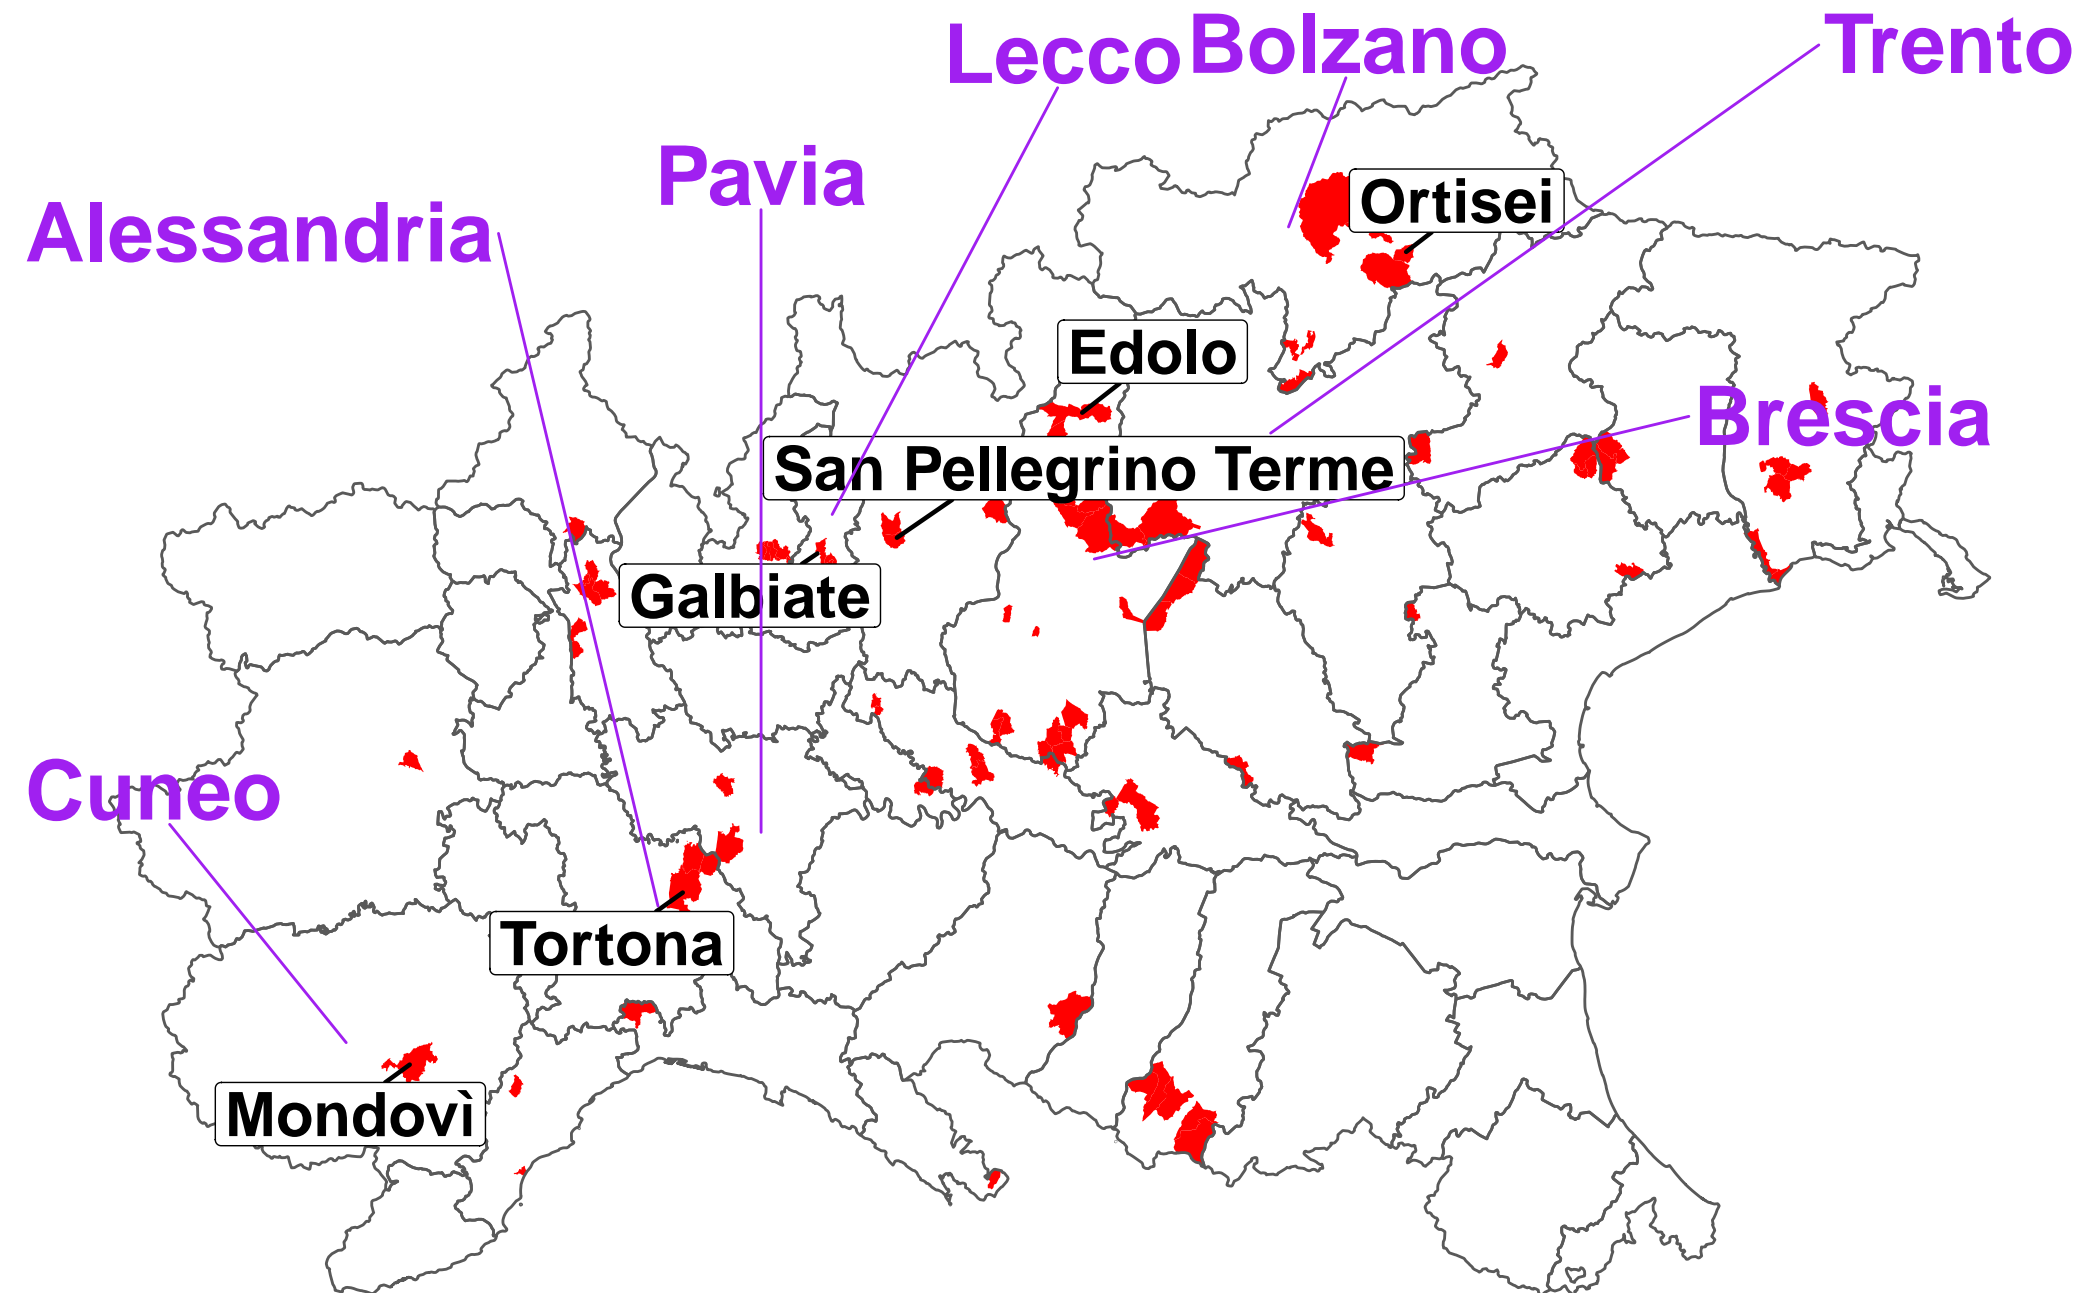 Lecco
Bolzano
Trento
Pavia
Ortisei
Alessandria
Edolo
Brescia
San Pellegrino Terme
Galbiate
Cuneo
Tortona
Mondovì